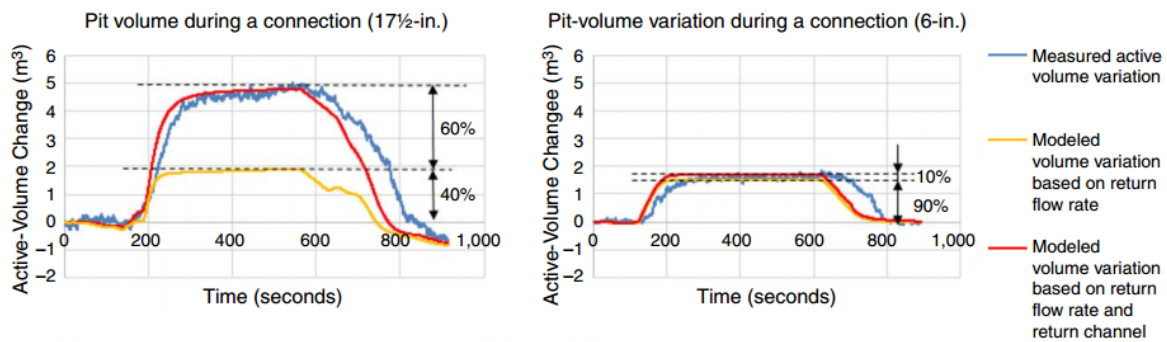 Pit volume during a connection (17½-in.)
Active-Volume Change (m³)
6
5
4
3
2
1
0
−1
−2
60%
40%
0
200
400
600
800
1,000
Time (seconds)
Pit-volume variation during a connection (6-in.)
Active-Volume Changee (m³)
6
5
4
3
2
1
0
−1
−2
10%
90%
0
200
400
600
800
1,000
Time (seconds)
Measured active
volume variation
Modeled
volume variation
based on return
flow rate
Modeled
volume variation
based on return
flow rate and
return channel